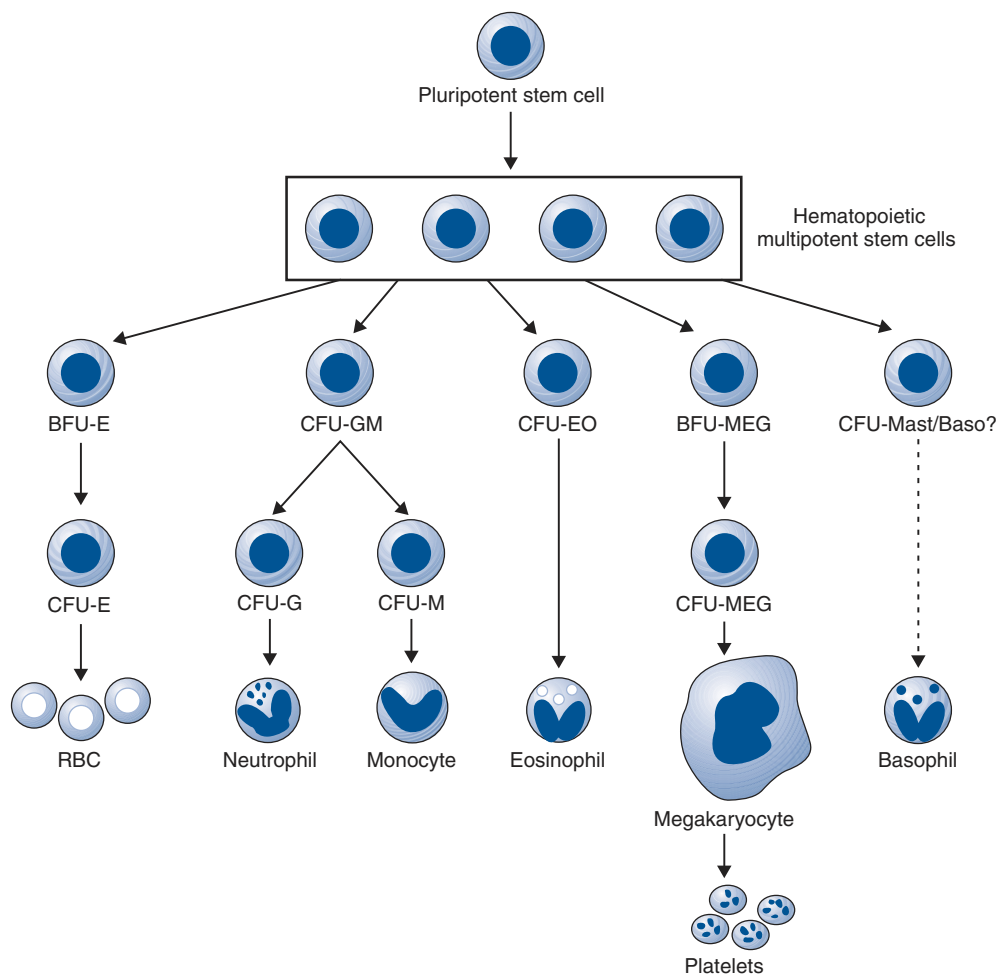 Pluripotent stem cell
Hematopoietic
multipotent stem cells
BFU-E
CFU-GM
CFU-EO
BFU-MEG
CFU-Mast/Baso?
CFU-E
CFU-G
CFU-M
CFU-MEG
RBC
Neutrophil
Monocyte
Eosinophil
Basophil
Megakaryocyte
Platelets